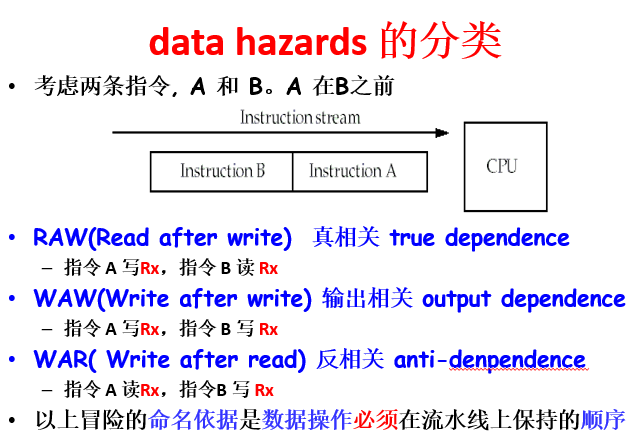 data hazards 的分类
• 考虑两条指令, A 和 B。A 在B之前
Instruction stream
Instruction B Instruction A CPU
• RAW(Read after write) 真相关 true dependence
– 指令 A 写Rx，指令 B 读 Rx
• WAW(Write after write) 输出相关 output dependence
– 指令 A 写Rx，指令 B 写 Rx
• WAR( Write after read) 反相关 anti-denpendence
– 指令 A 读Rx，指令B 写 Rx
• 以上冒险的命名依据是数据操作必须在流水线上保持的顺序